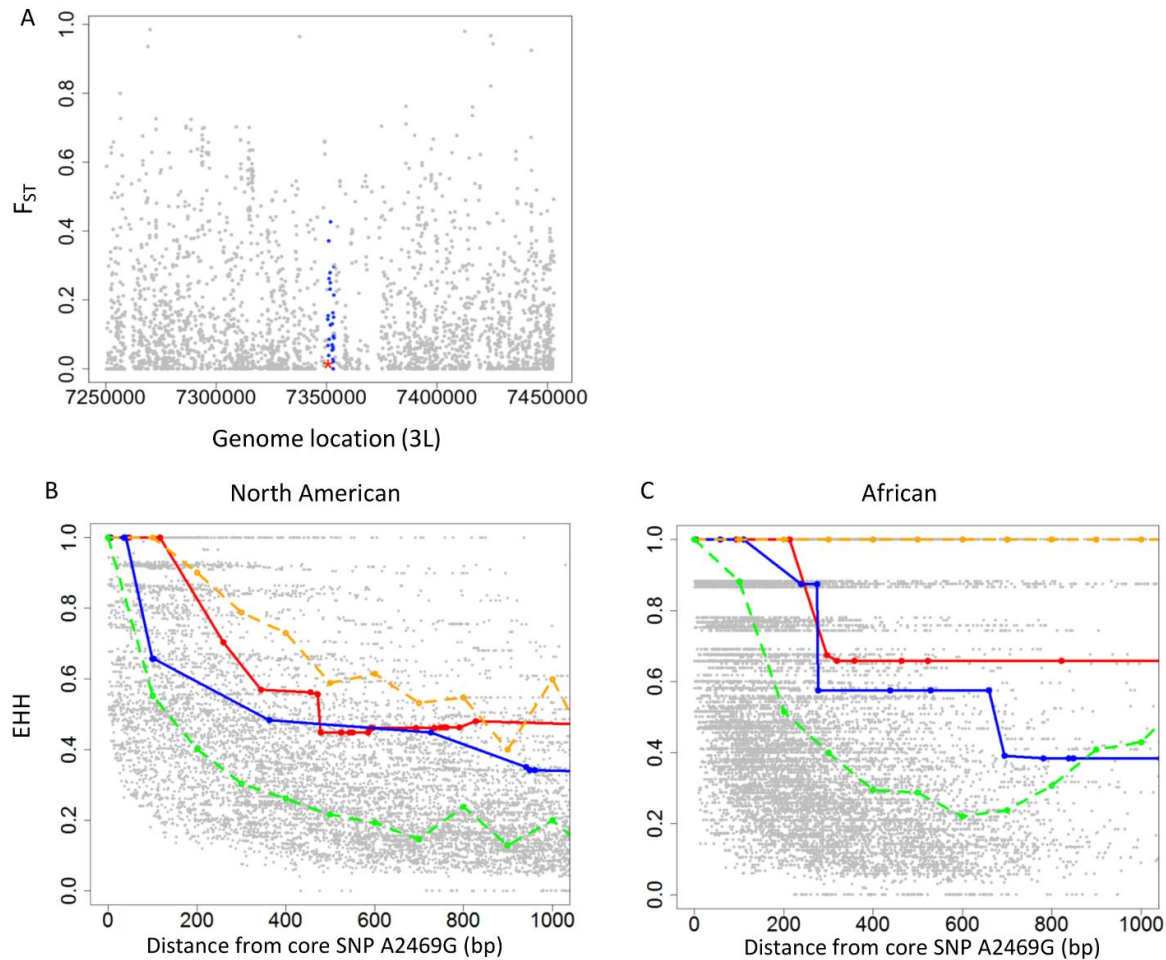 A
1.0
0.8
0.6
0.4
0.2
0.0
FST
7250000 7300000 7350000 7400000 7450000
Genome location (3L)
B North American
1.0
0.8
0.6
0.4
0.2
0.0
EHH
0 200 400 600 800 1000
Distance from core SNP A2469G (bp)
C African
1.0
0.8
0.6
0.4
0.2
0.0
0 200 400 600 800 1000
Distance from core SNP A2469G (bp)